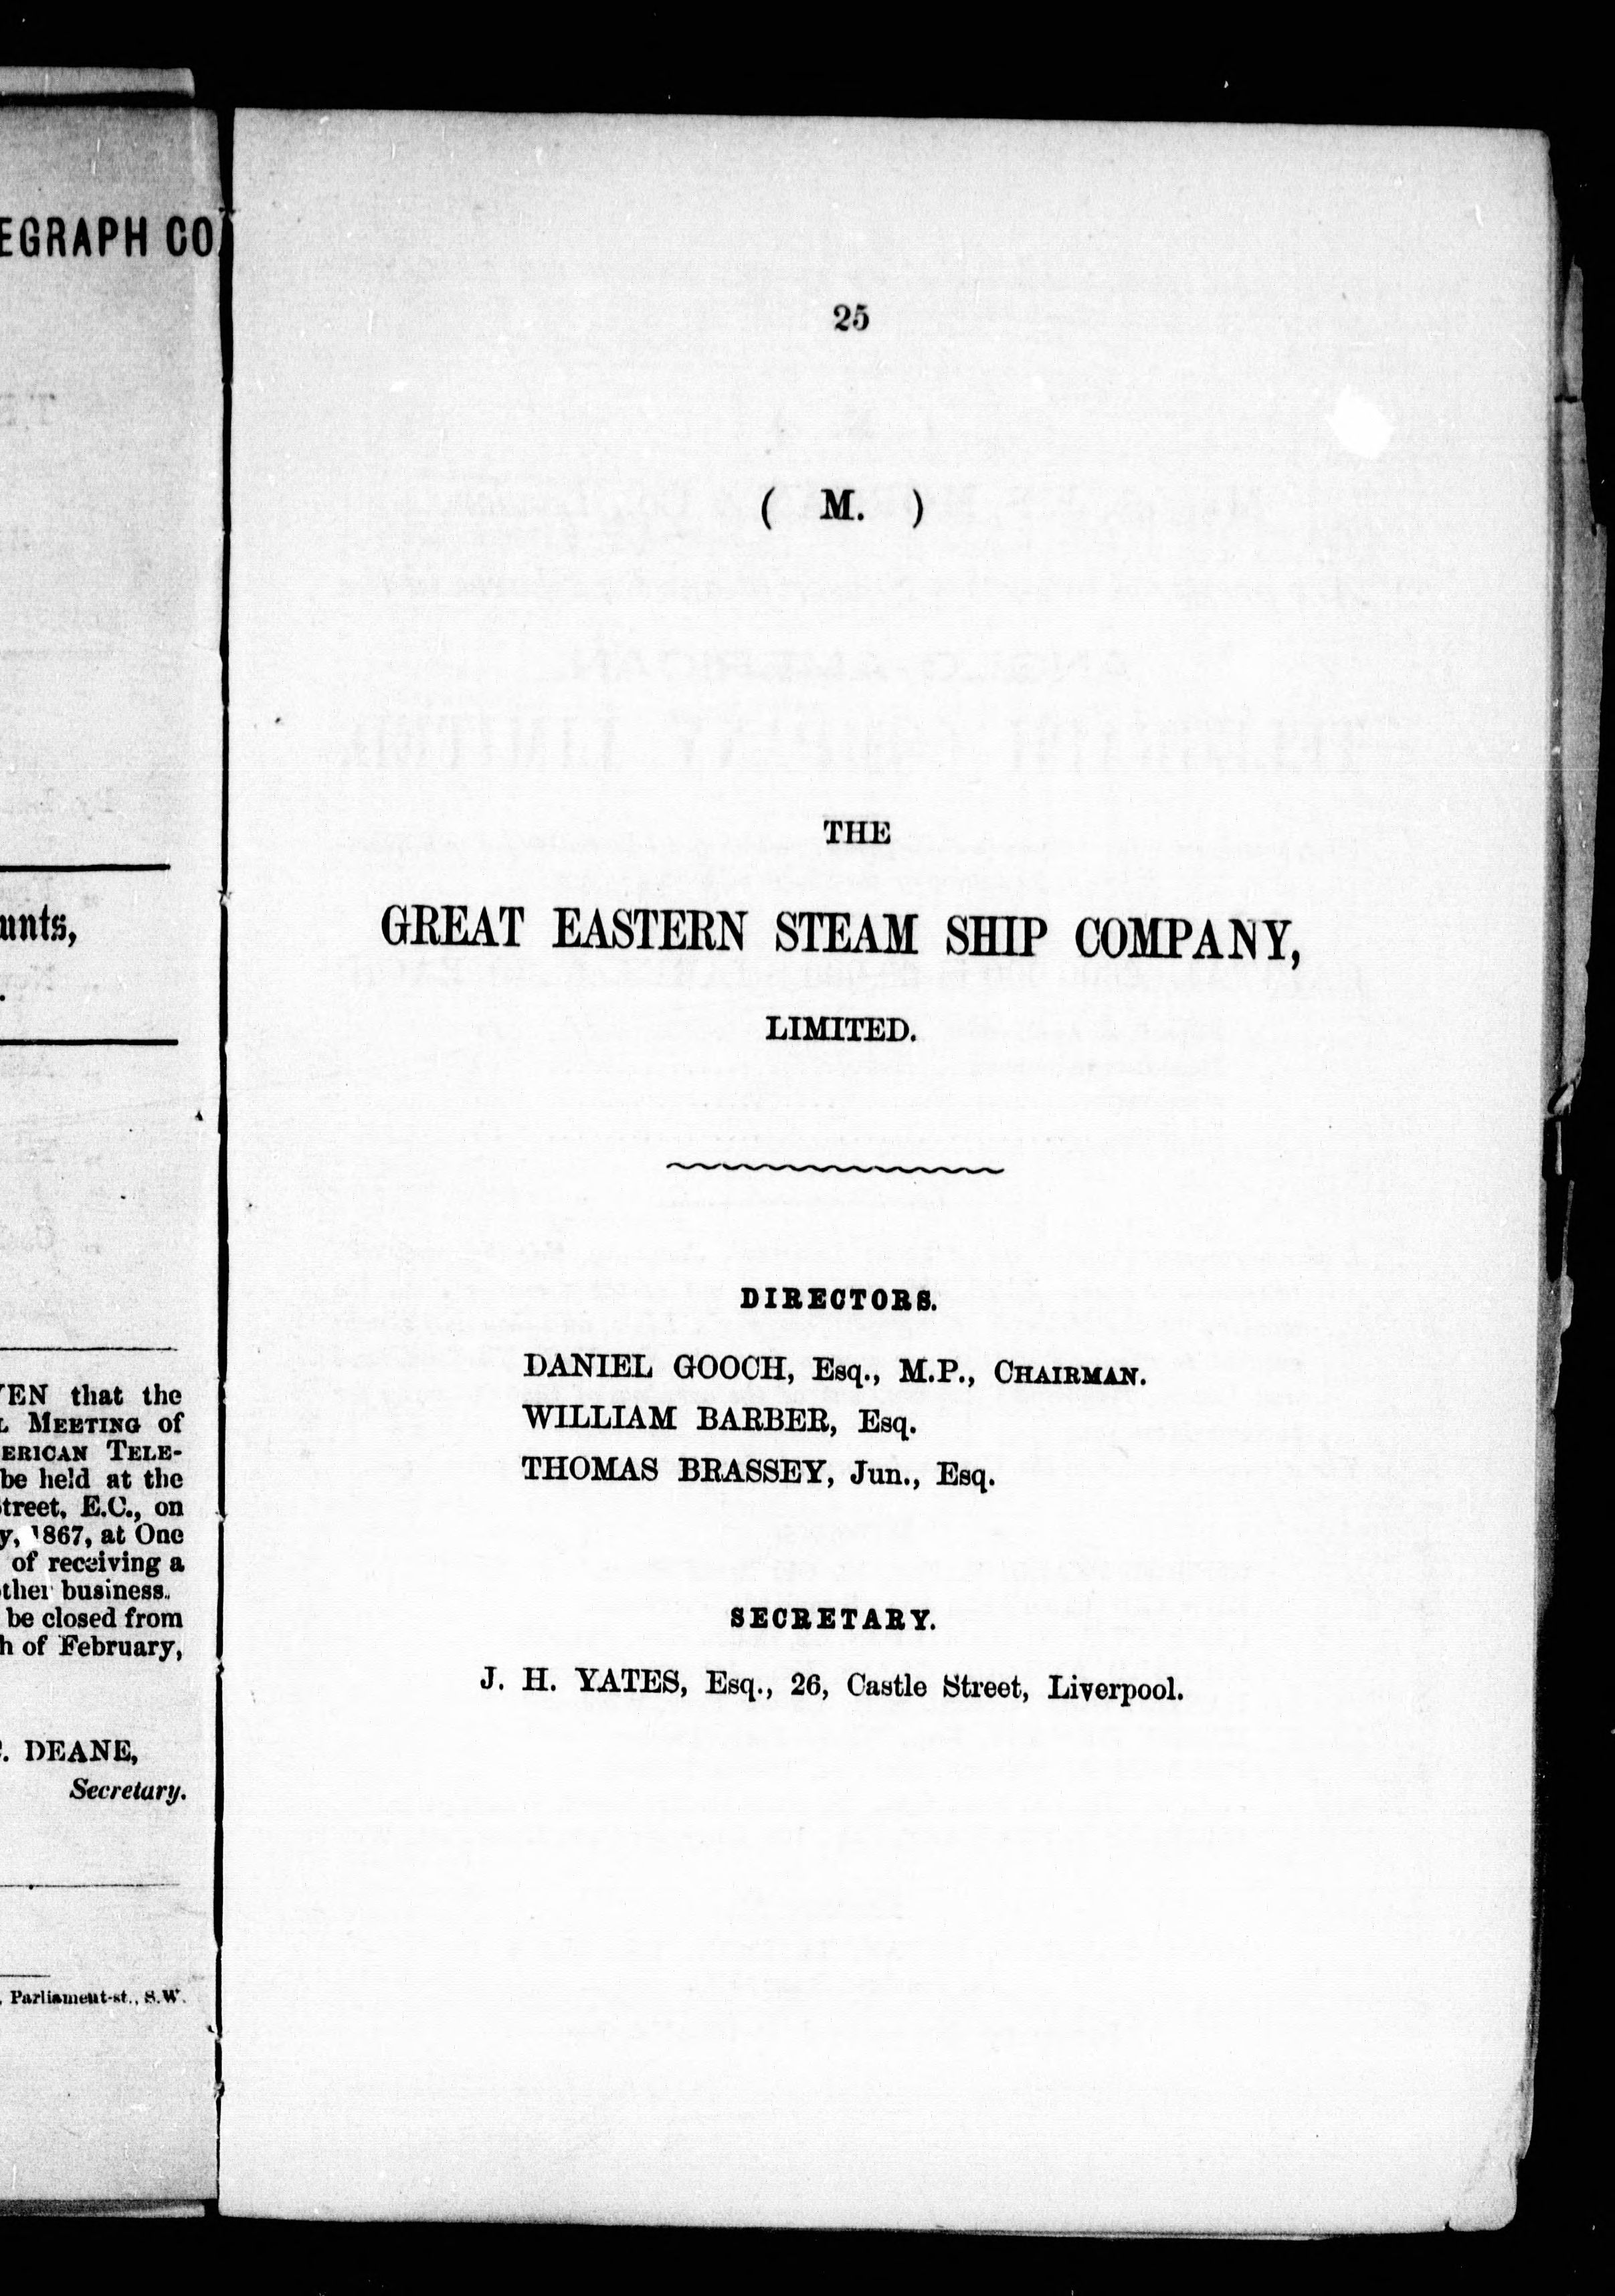 EGRAPH CO
unts,
EN that the
L MEETING of
ERICAN TELE-
be held at the
treet, E.C., on
y, 1867, at One
of receiving a
ther business.
be closed from
h of February,
. DEANE,
Secretary.
Parliament-st., S.W.
25
( M. )
THE
GREAT EASTERN STEAM SHIP COMPANY,
LIMITED.
DIRECTORS.
DANIEL GOOCH, Esq., M.P., CHAIRMAN.
WILLIAM BARBER, Esq.
THOMAS BRASSEY, Jun., Esq.
SECRETARY.
J. H. YATES, Esq., 26, Castle Street, Liverpool.